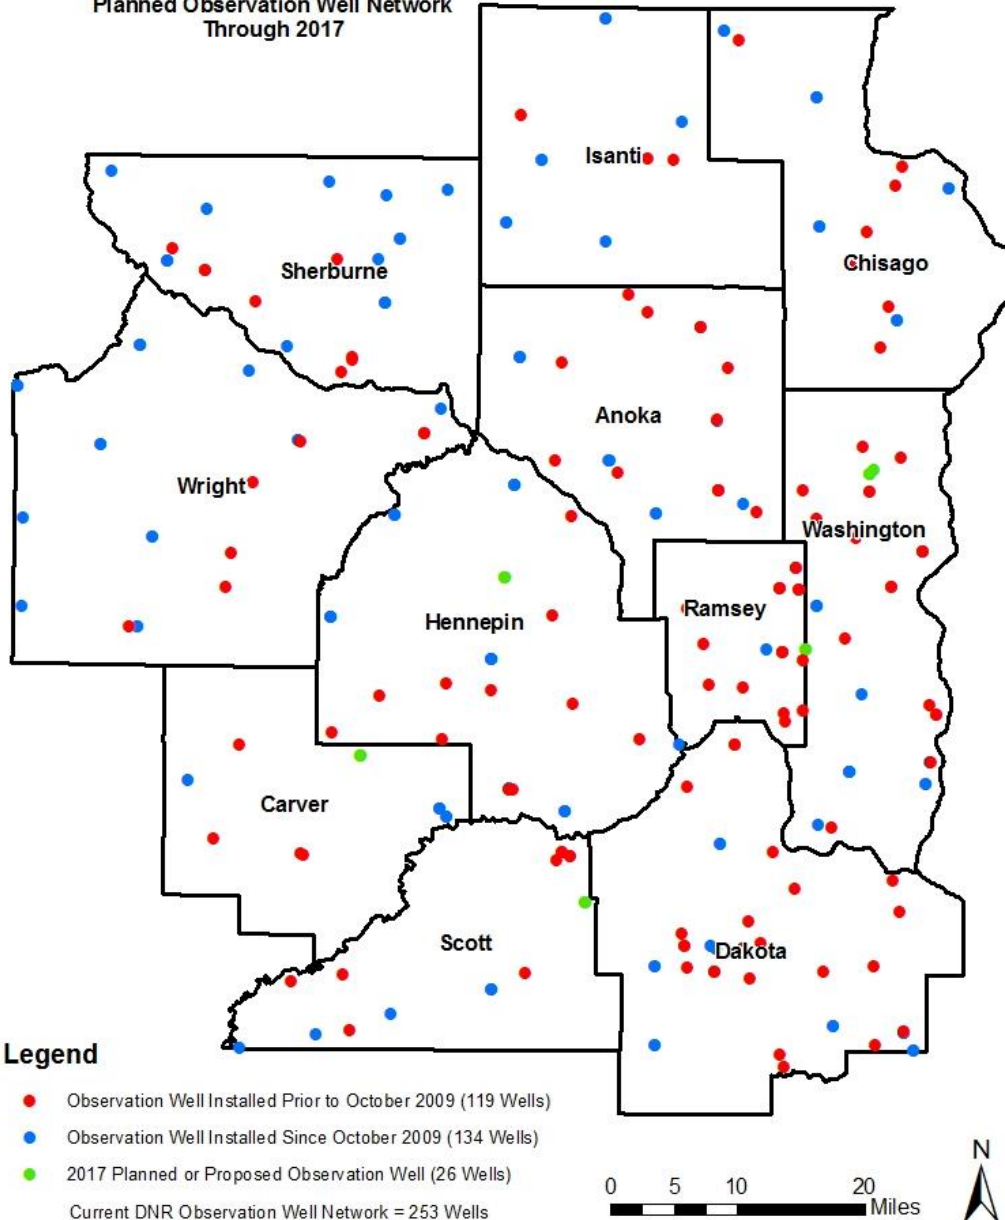 Planned Observation Well Network
Through 2017
Isanti
Chisago
Sherburne
Anoka
Wright
Washington
Ramsey
Hennepin
Carver
Scott
Dakota
Legend
Observation Well Installed Prior to October 2009 (119 Wells)
Observation Well Installed Since October 2009 (134 Wells)
2017 Planned or Proposed Observation Well (26 Wells)
Current DNR Observation Well Network = 253 Wells
N
0 5 10 20
Miles